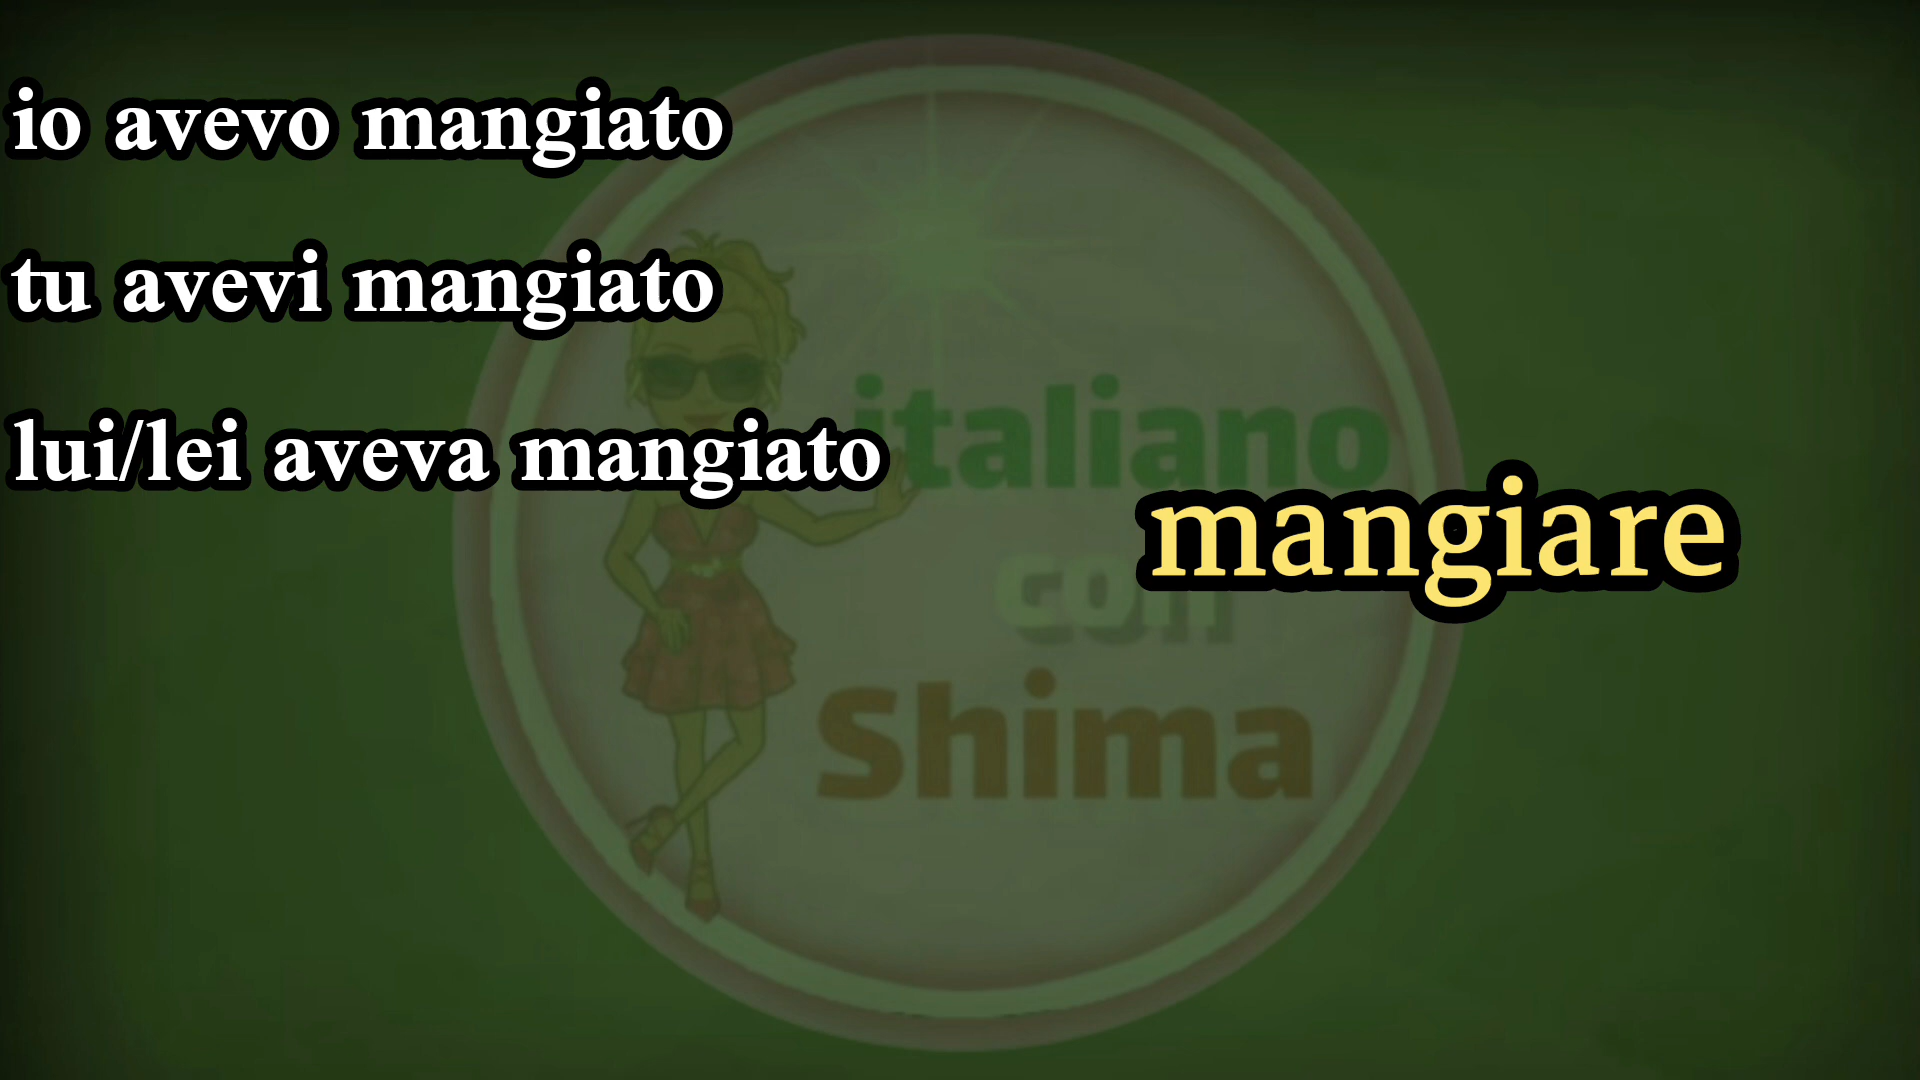 io avevo mangiato
tu avevi mangiato
lui/lei aveva mangiato
mangiare
italiano
con
Shima